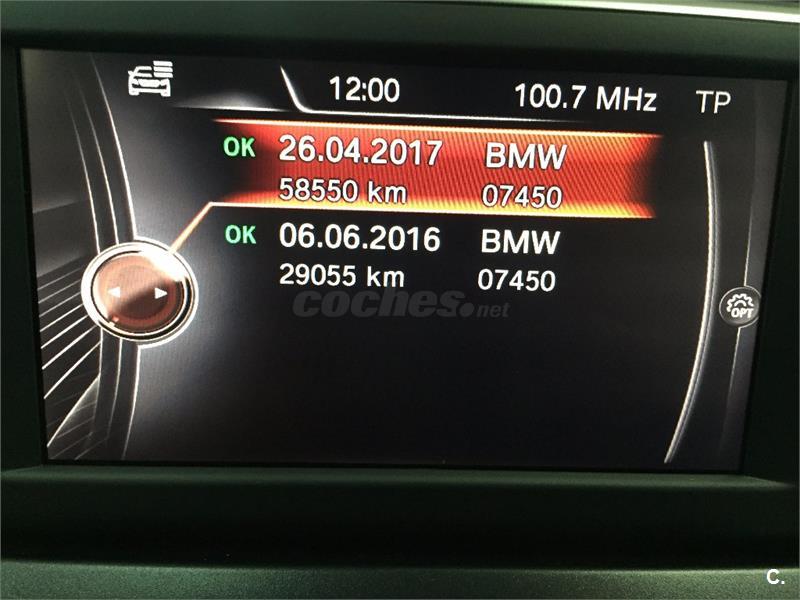 12:00 100.7 MHz TP
OK 26.04.2017 BMW
58550 km 07450
OK 06.06.2016 BMW
29055 km 07450
coches.net
OPT
C.